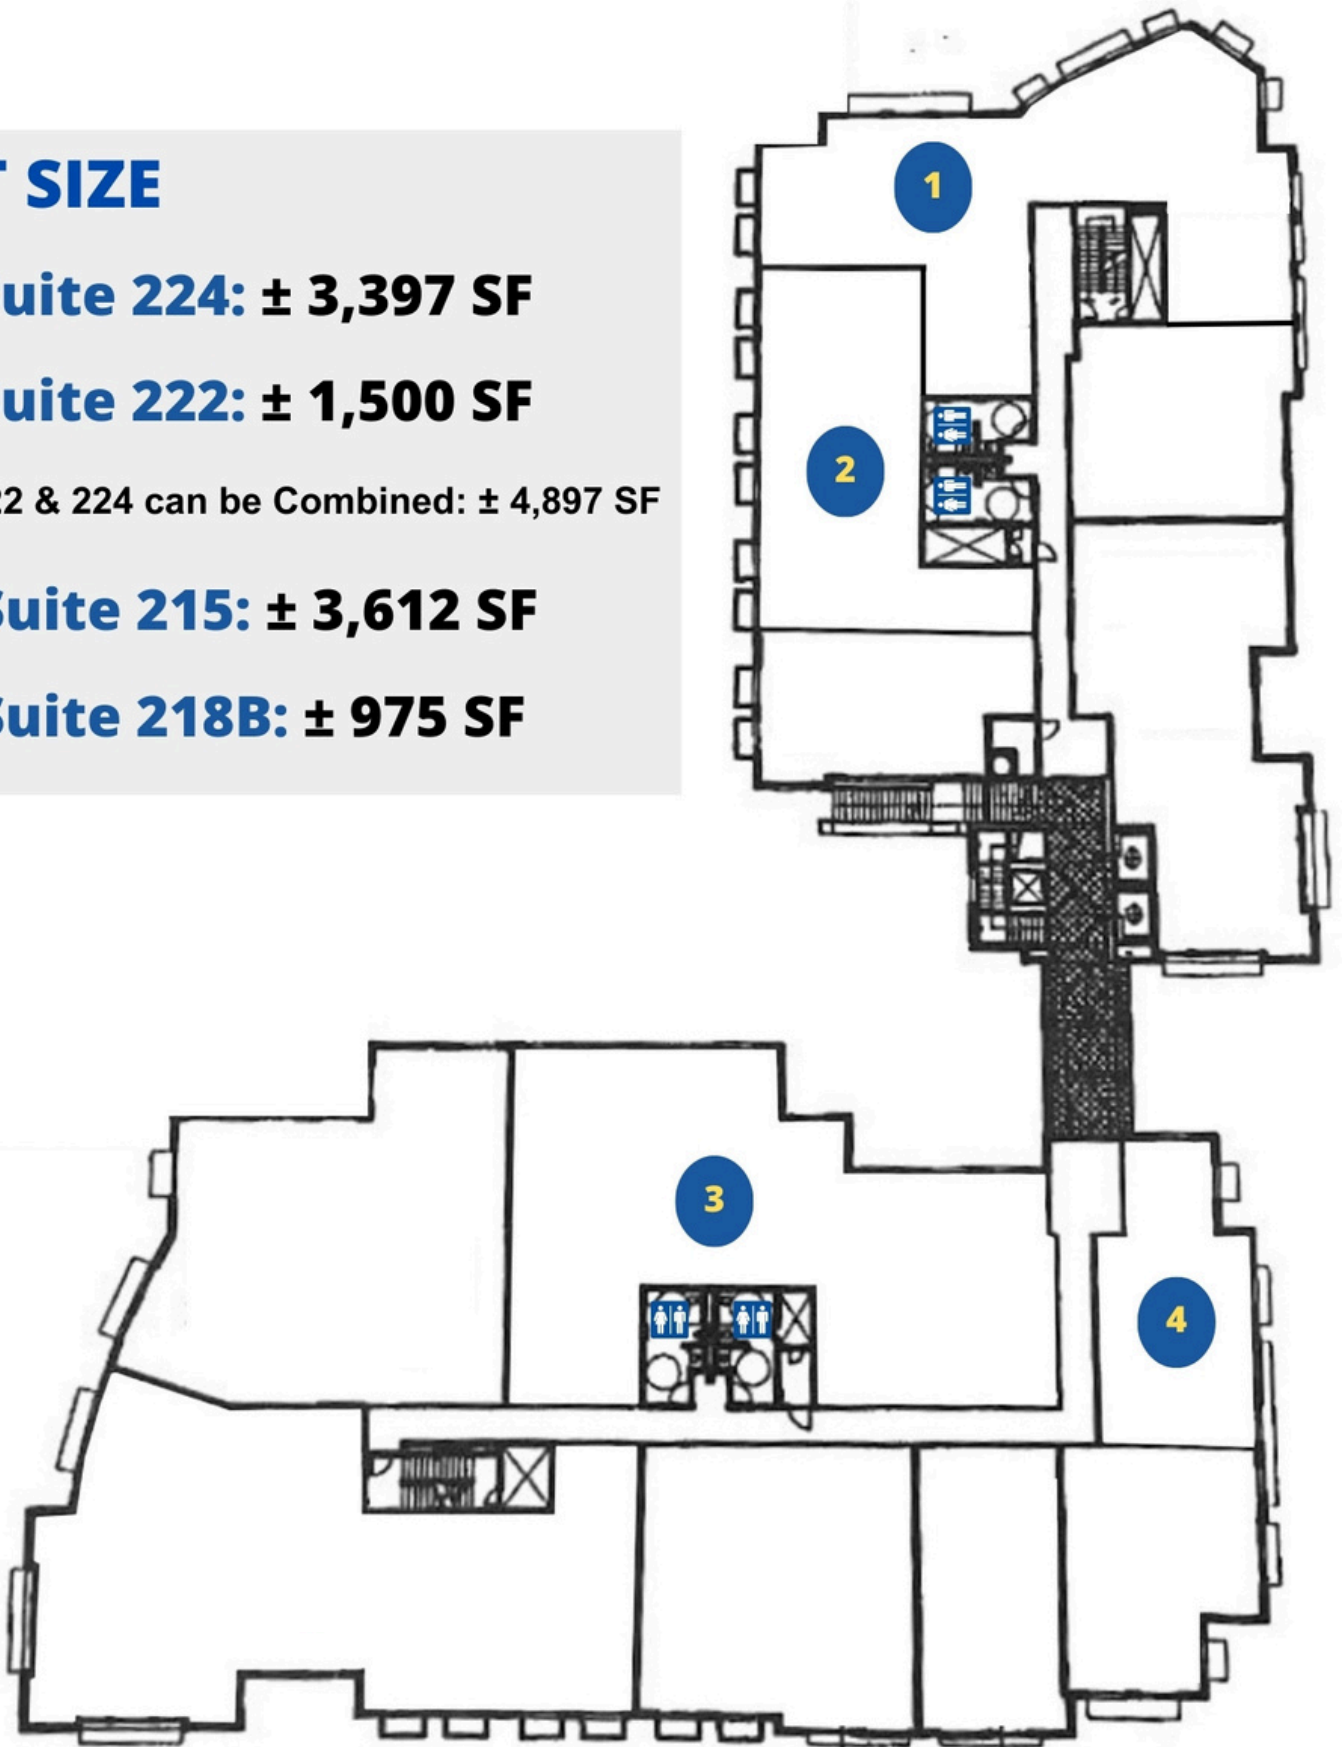 T SIZE
uite 224: ± 3,397 SF
uite 222: ± 1,500 SF
22 & 224 can be Combined: ± 4,897 SF
Suite 215: ± 3,612 SF
Suite 218B: ± 975 SF
1
2
3
4